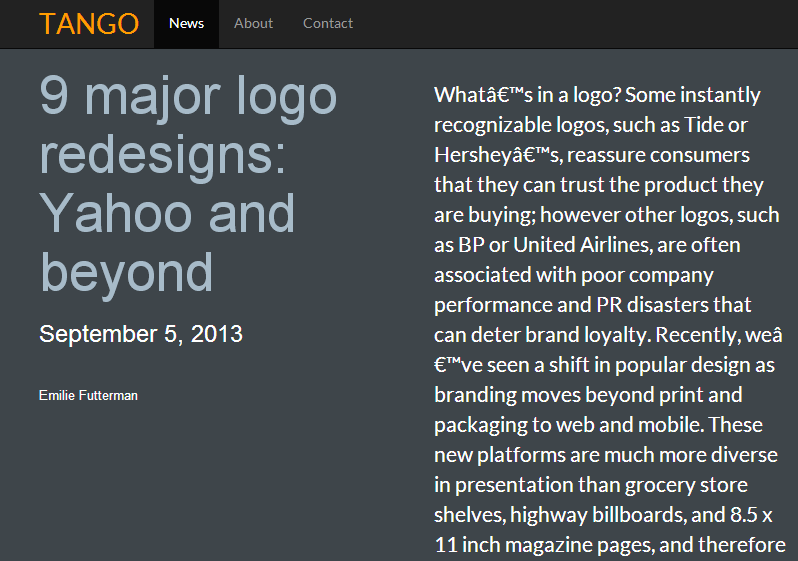 TANGO News About Contact
9 major logo
redesigns:
Yahoo and
beyond
September 5, 2013
Emilie Futterman
Whatâ€™s in a logo? Some instantly
recognizable logos, such as Tide or
Hersheyâ€™s, reassure consumers
that they can trust the product they
are buying; however other logos, such
as BP or United Airlines, are often
associated with poor company
performance and PR disasters that
can deter brand loyalty. Recently, weâ
€™ve seen a shift in popular design as
branding moves beyond print and
packaging to web and mobile. These
new platforms are much more diverse
in presentation than grocery store
shelves, highway billboards, and 8.5 x
11 inch magazine pages, and therefore